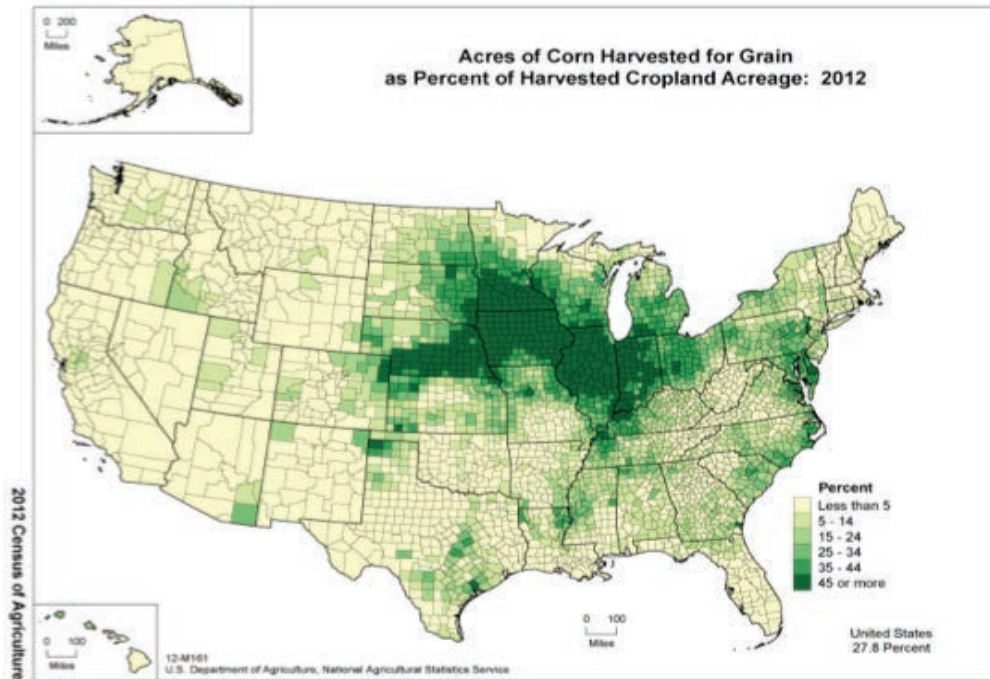 0 200
Miles
Acres of Corn Harvested for Grain
as Percent of Harvested Cropland Acreage: 2012
Percent
Less than 5
5 - 14
15 - 24
25 - 34
35 - 44
45 or more
0 100
Miles
United States
27.8 Percent
0 100
Miles
12-M161
U.S. Department of Agriculture, National Agricultural Statistics Service
2012 Census of Agriculture